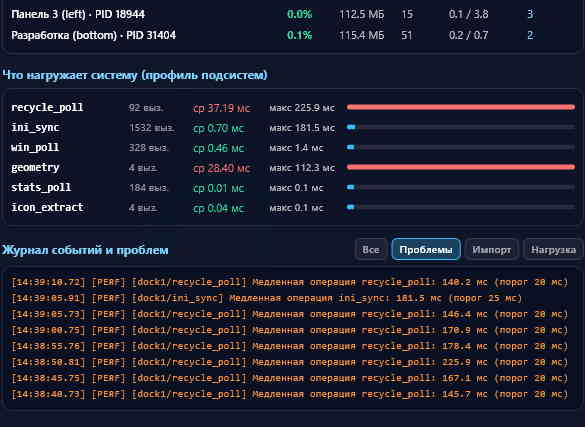 Панель 3 (left) · PID 18944 0.0% 112.5 МБ 15 0.1 / 3.8 3
Разработка (bottom) · PID 31404 0.1% 115.4 МБ 51 0.2 / 0.7 2
Что нагружает систему (профиль подсистем)
recycle_poll 92 выз. ср 37.19 мс макс 225.9 мс
ini_sync 1532 выз. ср 0.70 мс макс 181.5 мс
win_poll 328 выз. ср 0.46 мс макс 1.4 мс
geometry 4 выз. ср 28.40 мс макс 112.3 мс
stats_poll 184 выз. ср 0.01 мс макс 0.1 мс
icon_extract 4 выз. ср 0.04 мс макс 0.1 мс
Журнал событий и проблем Все Проблемы Импорт Нагрузка
[14:39:10.72] [PERF] [dock1/recycle_poll] Медленная операция recycle_poll: 140.2 мс (порог 20 мс)
[14:39:05.91] [PERF] [dock1/ini_sync] Медленная операция ini_sync: 181.5 мс (порог 25 мс)
[14:39:05.73] [PERF] [dock1/recycle_poll] Медленная операция recycle_poll: 146.4 мс (порог 20 мс)
[14:39:00.75] [PERF] [dock1/recycle_poll] Медленная операция recycle_poll: 170.9 мс (порог 20 мс)
[14:38:55.76] [PERF] [dock1/recycle_poll] Медленная операция recycle_poll: 178.4 мс (порог 20 мс)
[14:38:50.81] [PERF] [dock1/recycle_poll] Медленная операция recycle_poll: 225.9 мс (порог 20 мс)
[14:38:45.75] [PERF] [dock1/recycle_poll] Медленная операция recycle_poll: 167.1 мс (порог 20 мс)
[14:38:40.73] [PERF] [dock1/recycle_poll] Медленная операция recycle_poll: 145.7 мс (порог 20 мс)